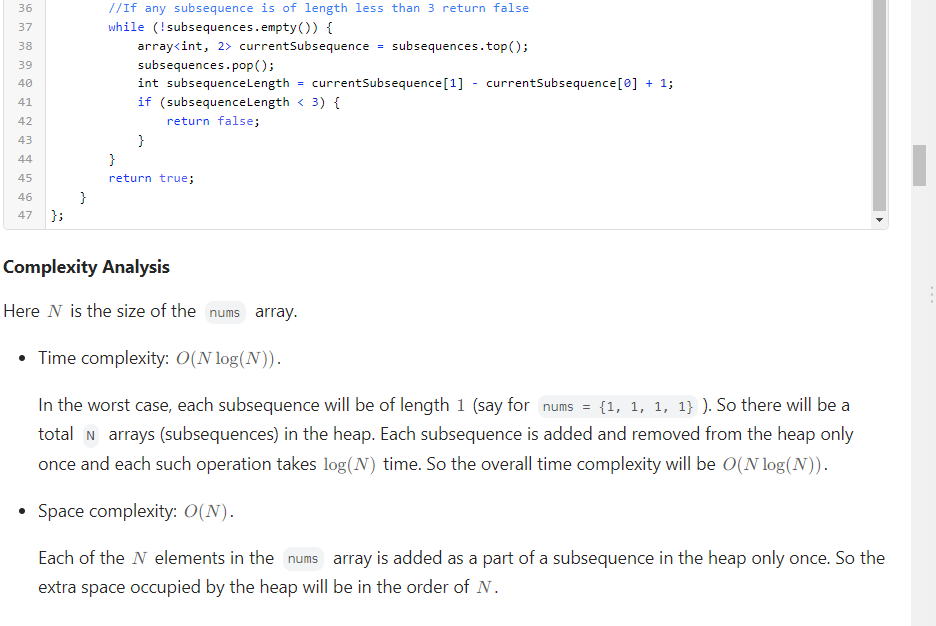 36 //If any subsequence is of length less than 3 return false
37 while (!subsequences.empty()) {
38 array<int, 2> currentSubsequence = subsequences.top();
39 subsequences.pop();
40 int subsequenceLength = currentSubsequence[1] - currentSubsequence[0] + 1;
41 if (subsequenceLength < 3) {
42 return false;
43 }
44 }
45 return true;
46 }
47 };
Complexity Analysis
Here N is the size of the nums array.
• Time complexity: O(N log(N)).
In the worst case, each subsequence will be of length 1 (say for nums = {1, 1, 1, 1} ). So there will be a
total N arrays (subsequences) in the heap. Each subsequence is added and removed from the heap only
once and each such operation takes log(N) time. So the overall time complexity will be O(N log(N)).
• Space complexity: O(N).
Each of the N elements in the nums array is added as a part of a subsequence in the heap only once. So the
extra space occupied by the heap will be in the order of N.